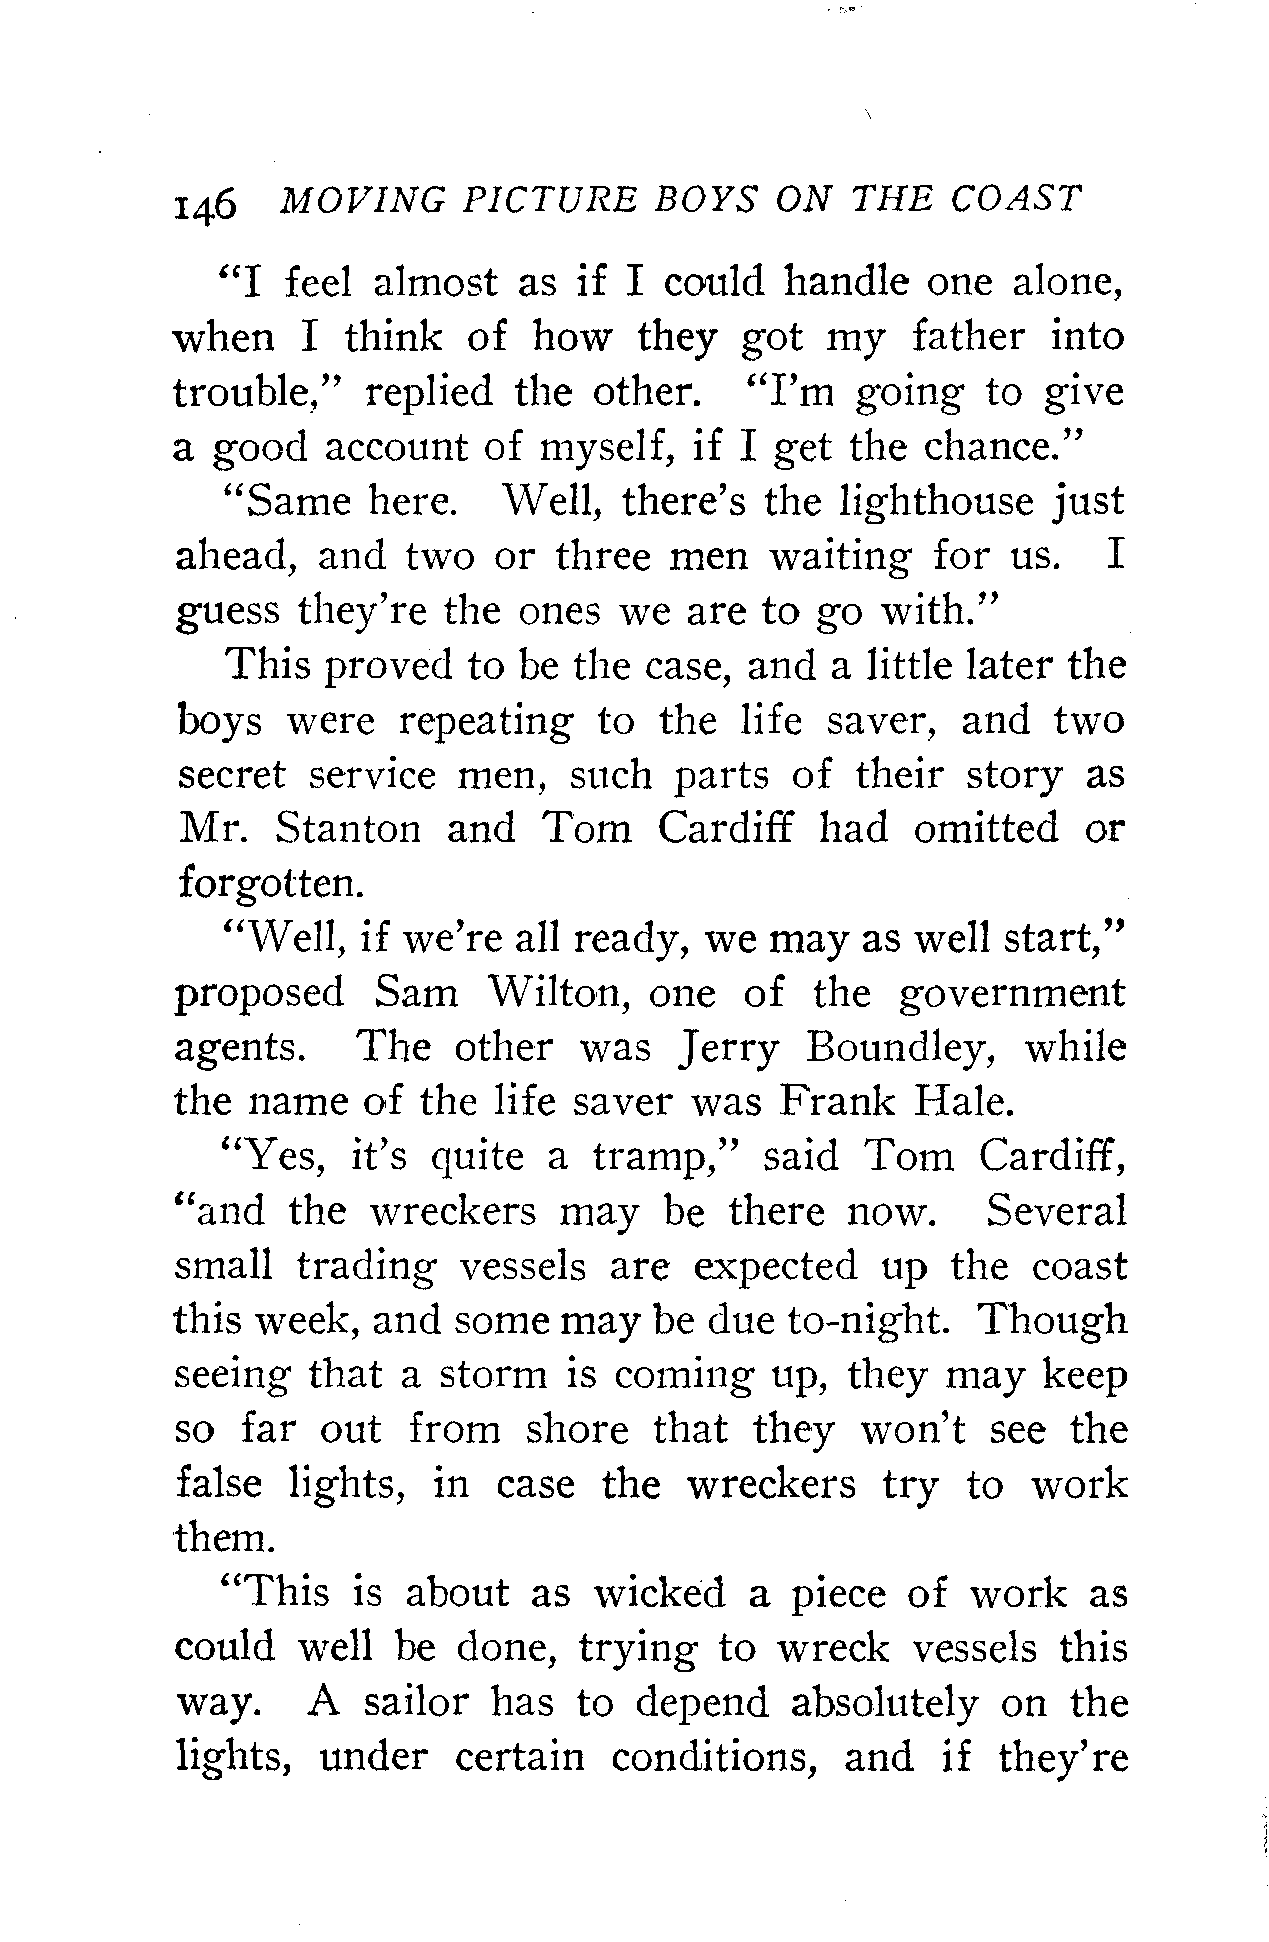 146 MOVING PICTURE BOYS ON THE COAST
“I feel almost as if I could handle one alone,
when I think of how they got my father into
trouble,” replied the other. “I’m going to give
a good account of myself, if I get the chance.”
“Same here. Well, there’s the lighthouse just
ahead, and two or three men waiting for us. I
guess they’re the ones we are to go with.”
This proved to be the case, and a little later the
boys were repeating to the life saver, and two
secret service men, such parts of their story as
Mr. Stanton and Tom Cardiff had omitted or
forgotten.
“Well, if we’re all ready, we may as well start,”
proposed Sam Wilton, one of the government
agents. The other was Jerry Boundley, while
the name of the life saver was Frank Hale.
“Yes, it’s quite a tramp,” said Tom Cardiff,
“and the wreckers may be there now. Several
small trading vessels are expected up the coast
this week, and some may be due to-night. Though
seeing that a storm is coming up, they may keep
so far out from shore that they won’t see the
false lights, in case the wreckers try to work
them.
“This is about as wicked a piece of work as
could well be done, trying to wreck vessels this
way. A sailor has to depend absolutely on the
lights, under certain conditions, and if they’re